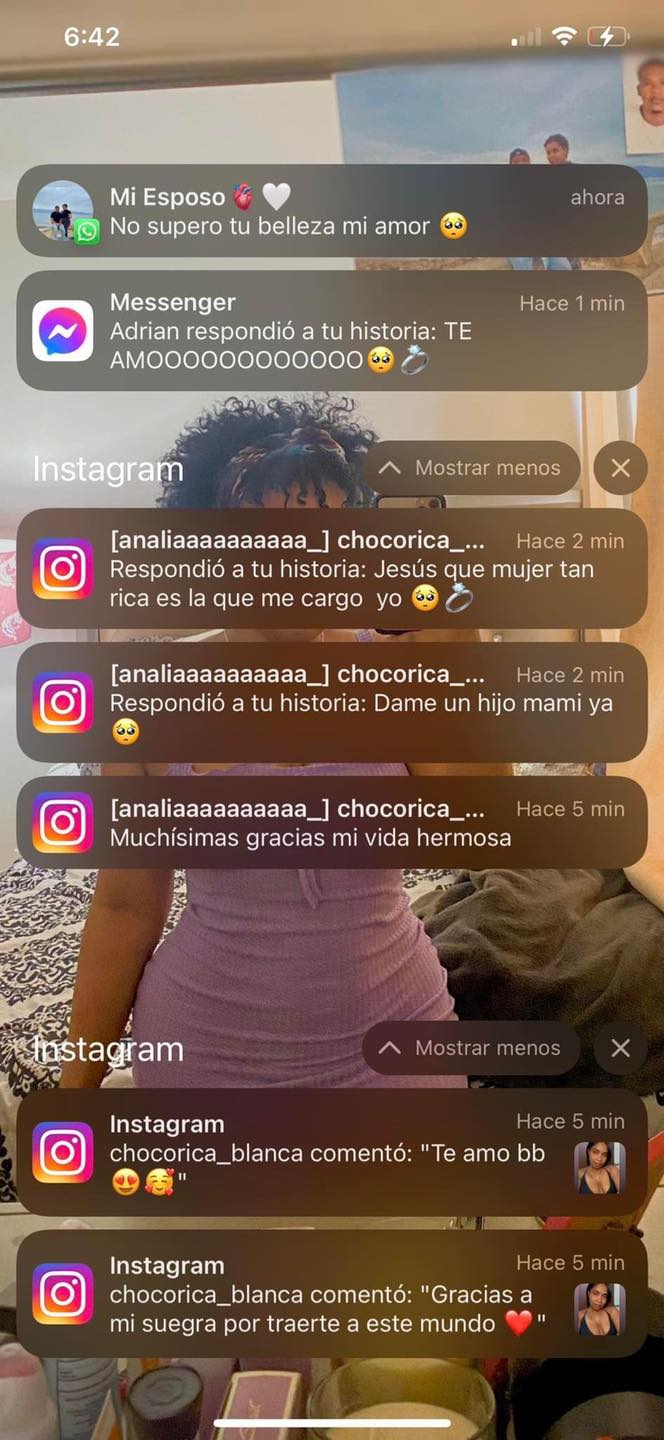 6:42
Mi Esposo 🫀🤍
ahora
No supero tu belleza mi amor 🥺
Messenger
Hace 1 min
Adrian respondió a tu historia: TE
AMOOOOOOOOOOOO🥺💍
Instagram
Mostrar menos
[analiaaaaaaaaaa_] chocorica_...
Hace 2 min
Respondió a tu historia: Jesús que mujer tan
rica es la que me cargo yo 🥺💍
[analiaaaaaaaaaa_] chocorica_...
Hace 2 min
Respondió a tu historia: Dame un hijo mami ya
🥺
[analiaaaaaaaaaa_] chocorica_...
Hace 5 min
Muchísimas gracias mi vida hermosa
Instagram
Mostrar menos
Instagram
Hace 5 min
chocorica_blanca comentó: "Te amo bb
😍🥰"
Instagram
Hace 5 min
chocorica_blanca comentó: "Gracias a
mi suegra por traerte a este mundo ❤️"